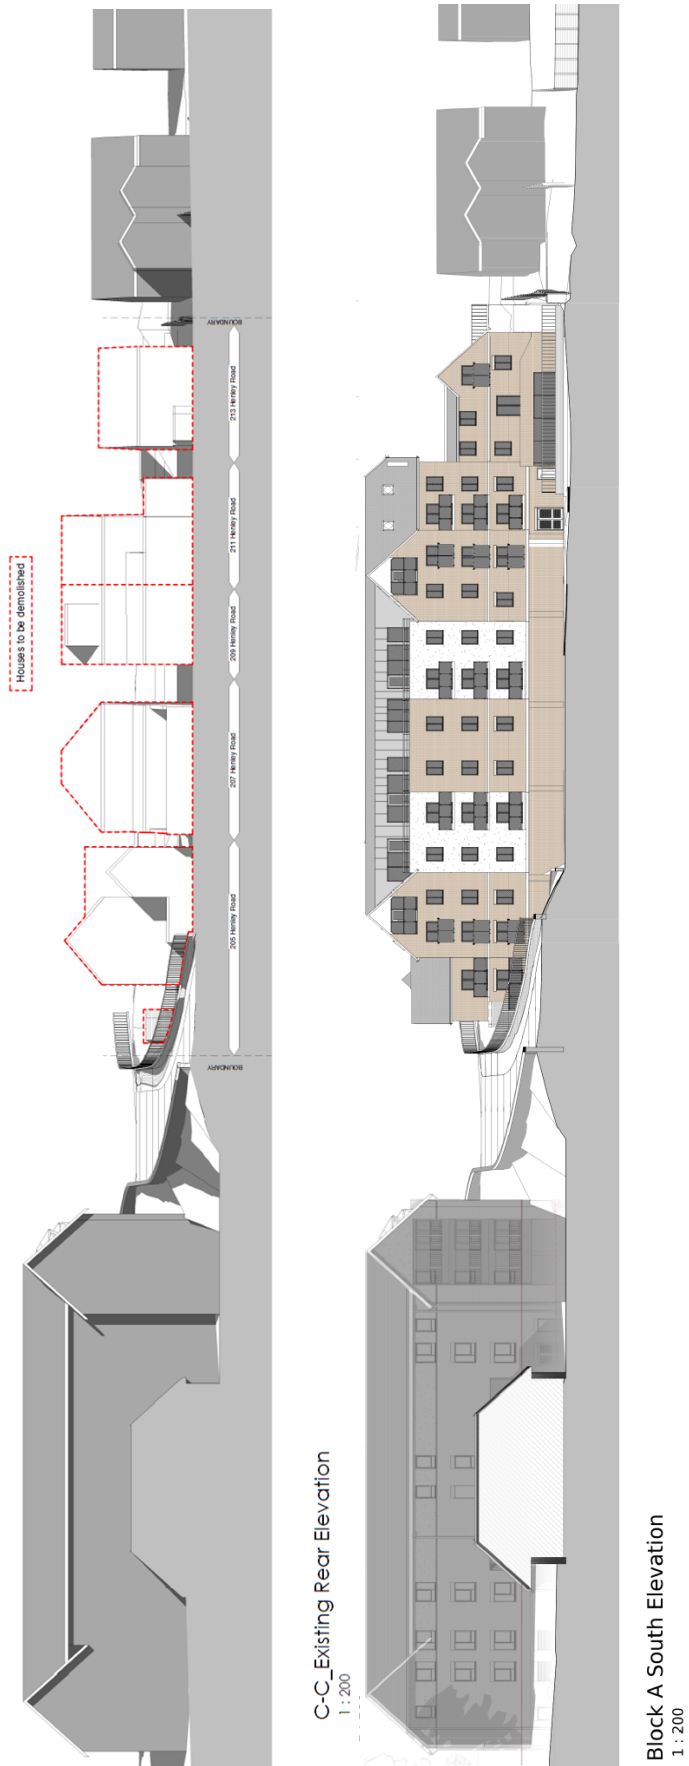 Houses to be demolished
BOUNDARY
205 Henley Road
207 Henley Road
209 Henley Road
211 Henley Road
213 Henley Road
BOUNDARY
C-C_Existing Rear Elevation
1 : 200
Block A South Elevation
1 : 200